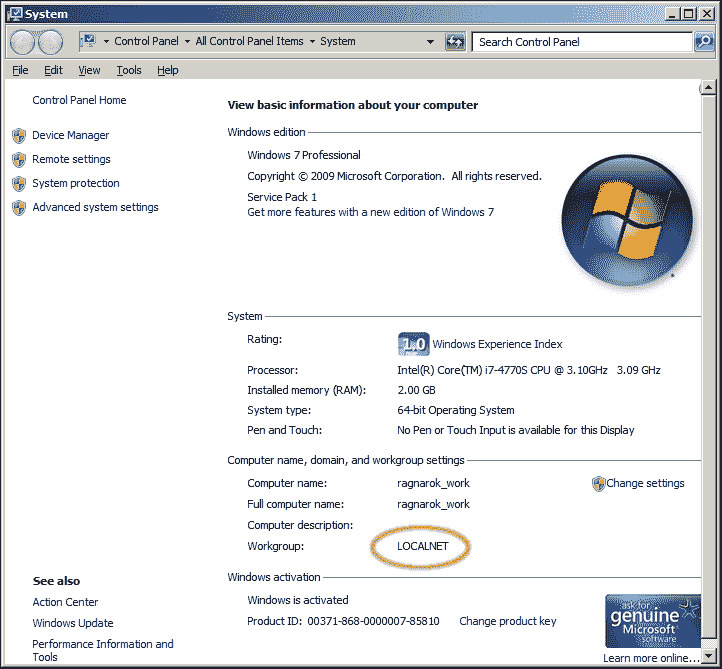 System
Control Panel All Control Panel Items System Search Control Panel
File Edit View Tools Help
Control Panel Home
Device Manager
Remote settings
System protection
Advanced system settings
View basic information about your computer
Windows edition
Windows 7 Professional
Copyright © 2009 Microsoft Corporation. All rights reserved.
Service Pack 1
Get more features with a new edition of Windows 7
System
Rating: 1.0 Windows Experience Index
Processor: Intel(R) Core(TM) i7-4770S CPU @ 3.10GHz 3.09 GHz
Installed memory (RAM): 2.00 GB
System type: 64-bit Operating System
Pen and Touch: No Pen or Touch Input is available for this Display
Computer name, domain, and workgroup settings
Computer name: ragnarok_work Change settings
Full computer name: ragnarok_work
Computer description:
Workgroup: LOCALNET
Windows activation
Windows is activated
Product ID: 00371-868-0000007-85810 Change product key
ask for
genuine
Microsoft
software
Learn more online...
See also
Action Center
Windows Update
Performance Information and
Tools